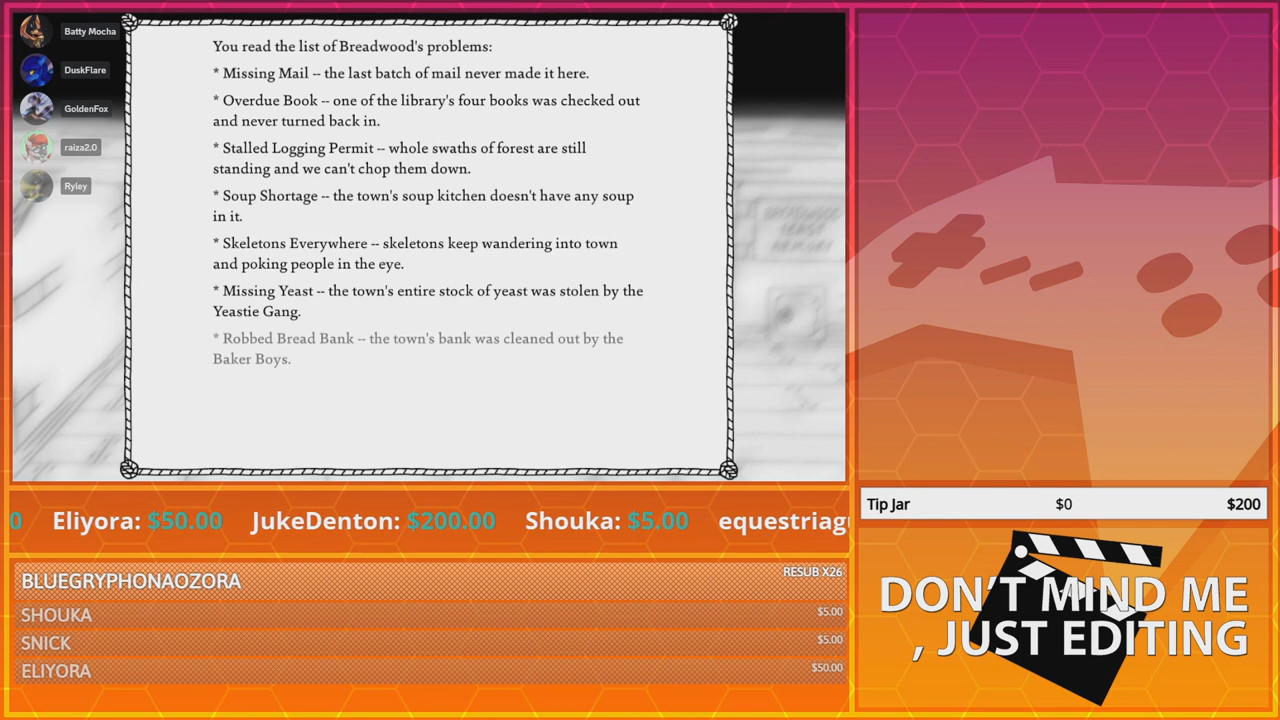 Batty Mocha
DuskFlare
GoldenFox
raiza2.0
Ryley
You read the list of Breadwood's problems:
* Missing Mail -- the last batch of mail never made it here.
* Overdue Book -- one of the library's four books was checked out
and never turned back in.
* Stalled Logging Permit -- whole swaths of forest are still
standing and we can't chop them down.
* Soup Shortage -- the town's soup kitchen doesn't have any soup
in it.
* Skeletons Everywhere -- skeletons keep wandering into town
and poking people in the eye.
* Missing Yeast -- the town's entire stock of yeast was stolen by the
Yeastie Gang.
* Robbed Bread Bank -- the town's bank was cleaned out by the
Baker Boys.
0 Eliyora: $50.00 JukeDenton: $200.00 Shouka: $5.00 equestriagu
BLUEGRYPHONAOZORA RESUB X26
SHOUKA $5.00
SNICK $5.00
ELIYORA $50.00
Tip Jar $0 $200
DON'T MIND ME
, JUST EDITING